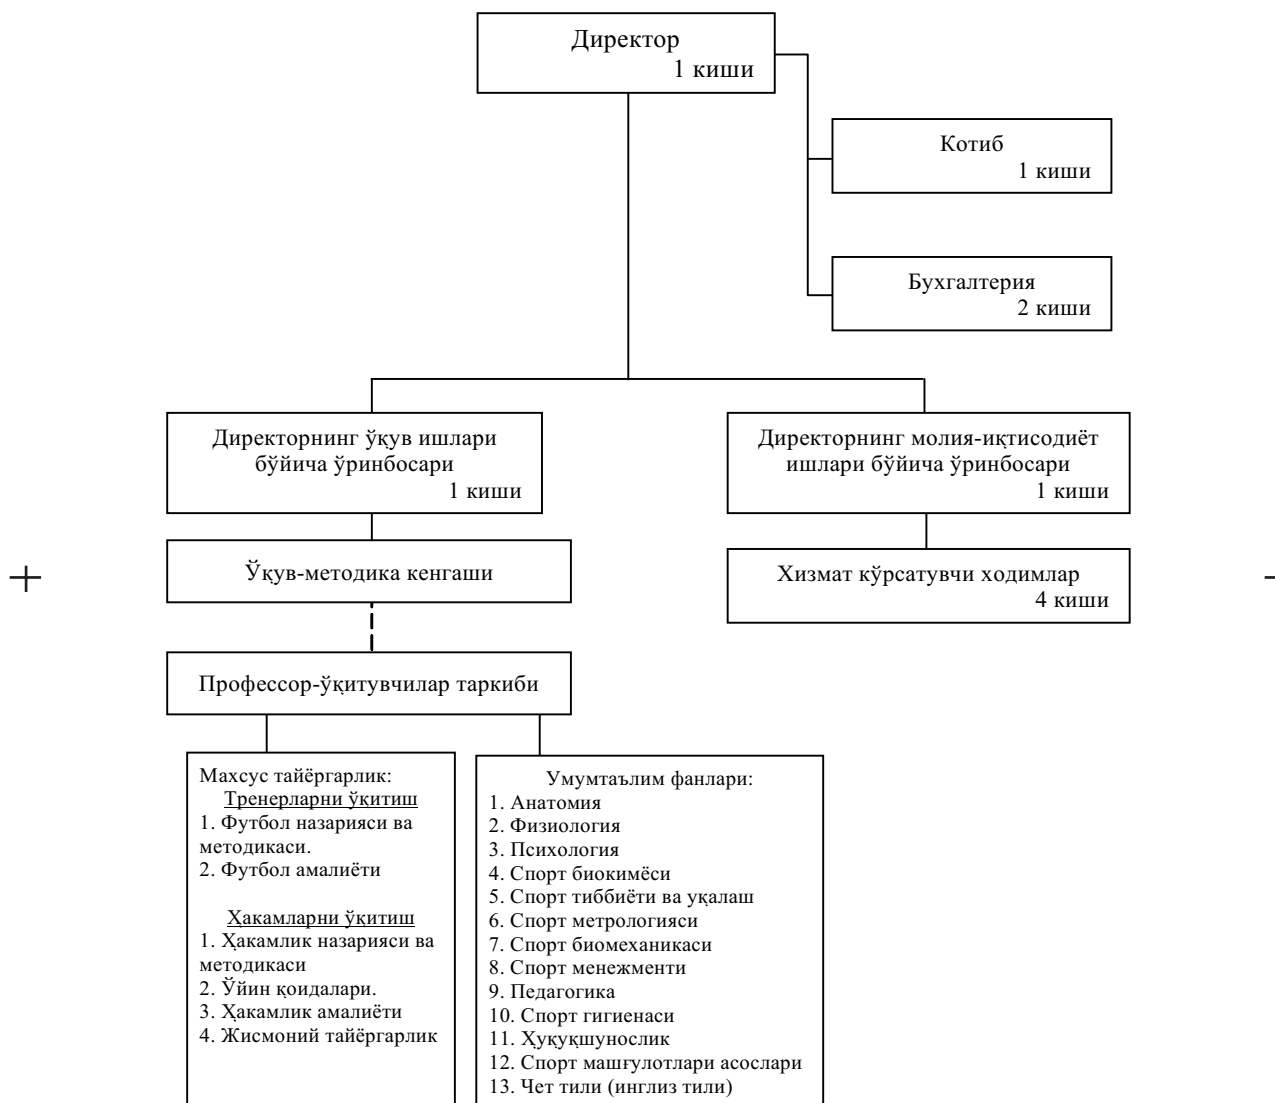 Директор
1 киши
Котиб
1 киши
Бухгалтерия
2 киши
Директорнинг ўқув ишлари
бўйича ўринбосари
1 киши
Директорнинг молия-иқтисодиёт
ишлари бўйича ўринбосари
1 киши
Ўқув-методика кенгаши
Хизмат кўрсатувчи ходимлар
4 киши
Профессор-ўқитувчилар таркиби
Махсус тайёргарлик:
Тренерларни ўқитиш
1. Футбол назарияси ва
методикаси.
2. Футбол амалиёти
Ҳакамларни ўқитиш
1. Ҳакамлик назарияси ва
методикаси
2. Ўйин қоидалари.
3. Ҳакамлик амалиёти
4. Жисмоний тайёргарлик
Умумтаълим фанлари:
1. Анатомия
2. Физиология
3. Психология
4. Спорт биокимёси
5. Спорт тиббиёти ва уқалаш
6. Спорт метрологияси
7. Спорт биомеханикаси
8. Спорт менежменти
9. Педагогика
10. Спорт гигиенаси
11. Ҳуқуқшунослик
12. Спорт машғулотлари асослари
13. Чет тили (инглиз тили)